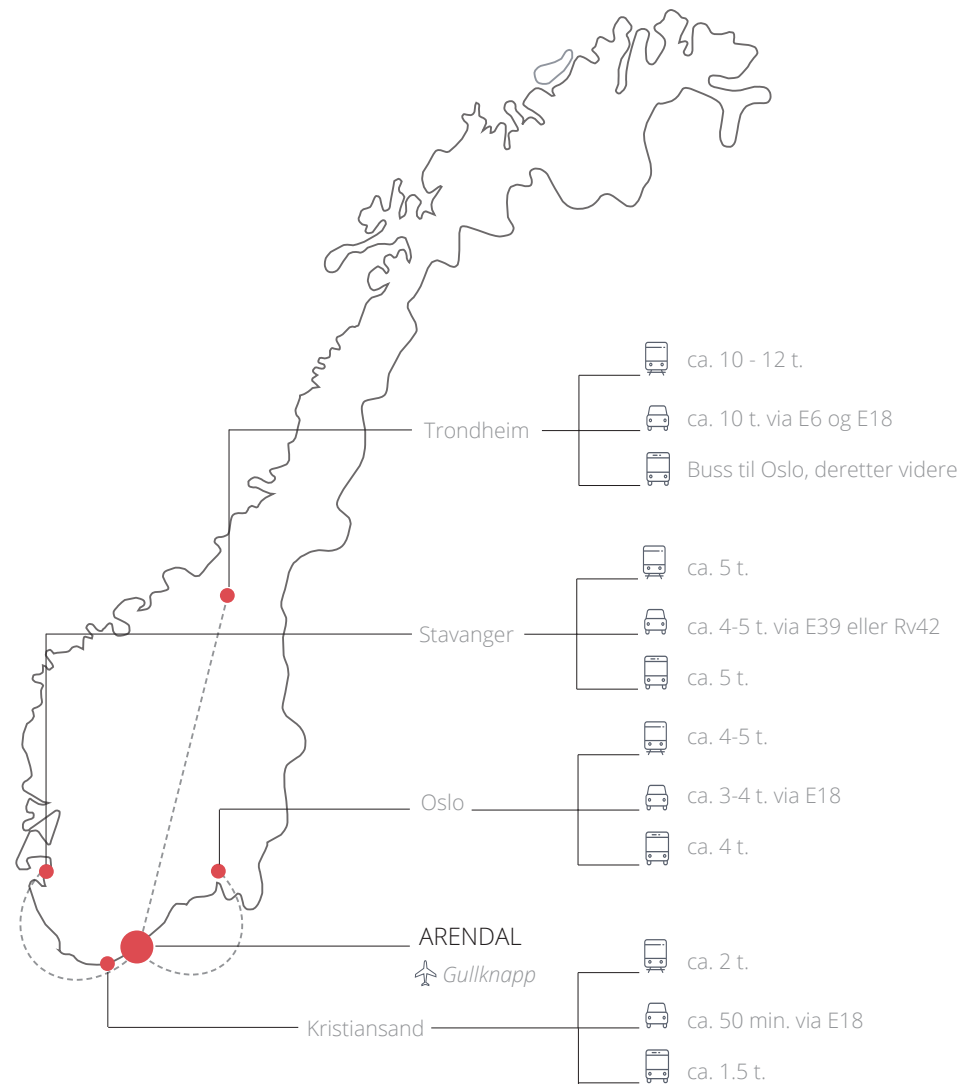 ca. 10 - 12 t.
Trondheim
ca. 10 t. via E6 og E18
Buss til Oslo, deretter videre
ca. 5 t.
Stavanger
ca. 4-5 t. via E39 eller Rv42
ca. 5 t.
ca. 4-5 t.
Oslo
ca. 3-4 t. via E18
ca. 4 t.
ARENDAL
Gullknapp
ca. 2 t.
Kristiansand
ca. 50 min. via E18
ca. 1.5 t.